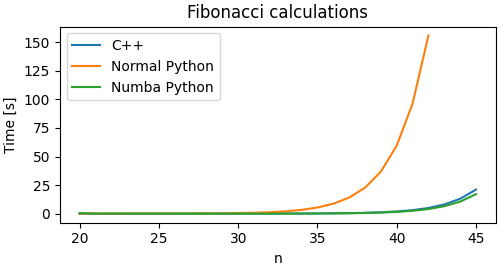 Fibonacci calculations
C++
Normal Python
Numba Python
Time [s]
150
125
100
75
50
25
0
20 25 30 35 40 45
n